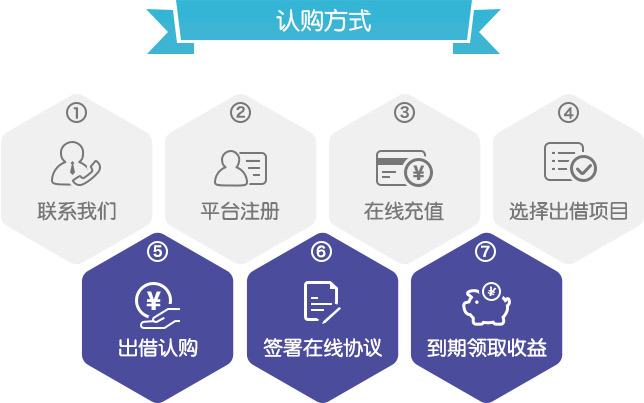 认购方式
① ② ③ ④
联系我们 平台注册 在线充值 选择出借项目
⑤ ⑥ ⑦
¥ ¥
出借认购 签署在线协议 到期领取收益